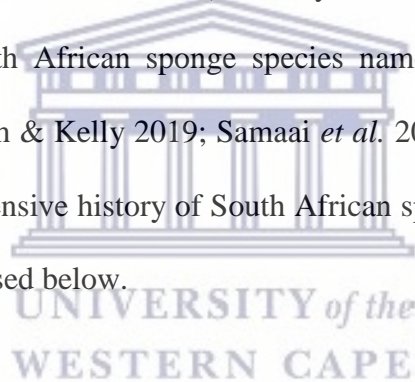 th African sponge species nam
& Kelly 2019; Samaai et al. 20
ensive history of South African sp
sed below.
UNIVERSITY of the
WESTERN CAPE